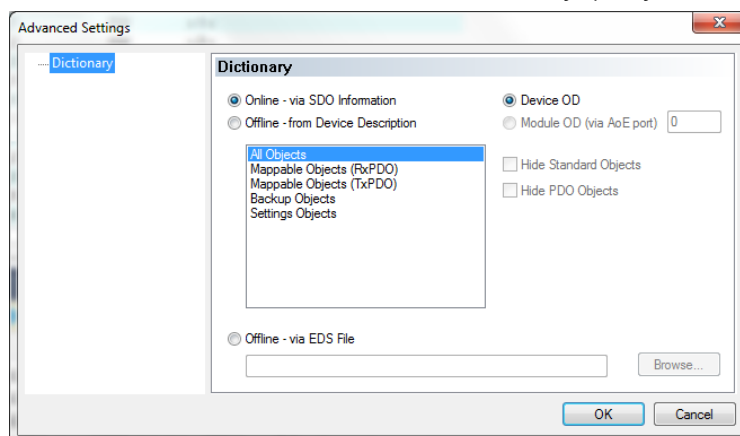 Advanced Settings
Dictionary
Dictionary
Online - via SDO Information
Device OD
Offline - from Device Description
Module OD (via AoE port) 0
All Objects
Mappable Objects (RxPDO)
Mappable Objects (TxPDO)
Backup Objects
Settings Objects
Hide Standard Objects
Hide PDO Objects
Offline - via EDS File
Browse...
OK Cancel